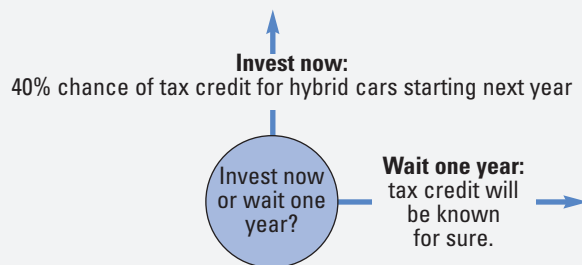 Invest now:
40% chance of tax credit for hybrid cars starting next year
Invest now
or wait one
year?
Wait one year:
tax credit will
be known
for sure.